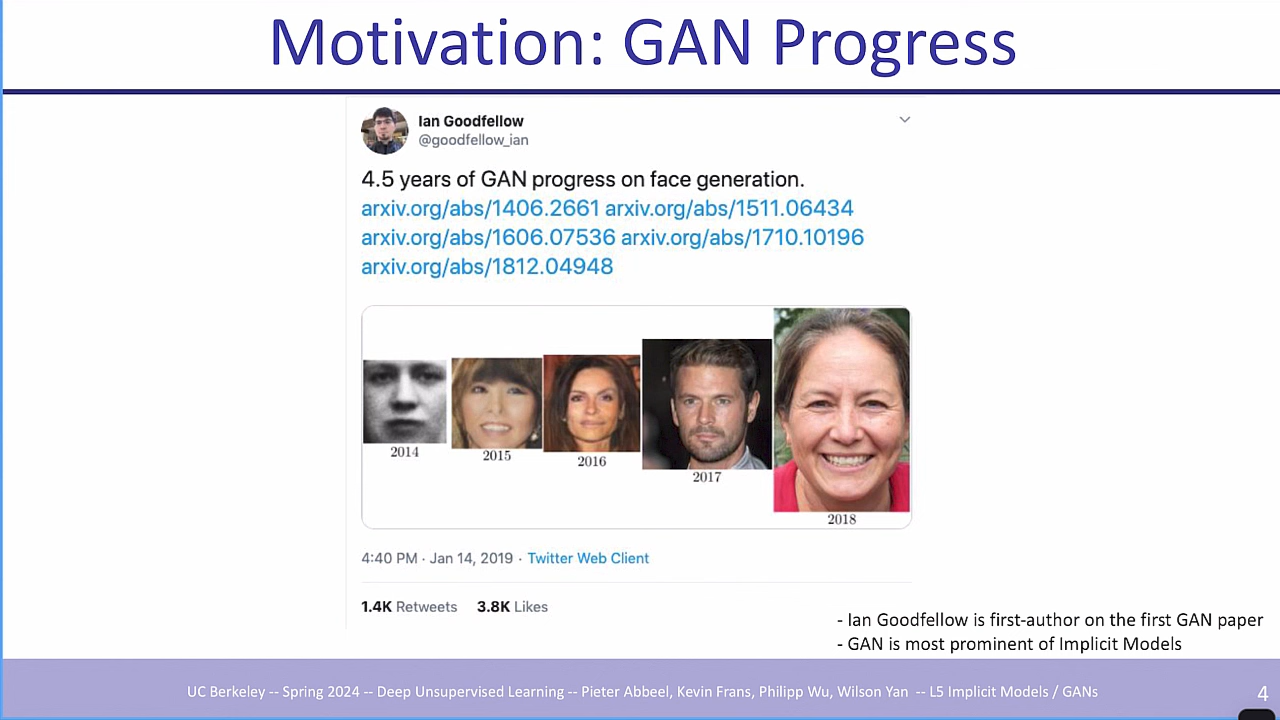 Motivation: GAN Progress
Ian Goodfellow
@goodfellow_ian
4.5 years of GAN progress on face generation.
arxiv.org/abs/1406.2661 arxiv.org/abs/1511.06434
arxiv.org/abs/1606.07536 arxiv.org/abs/1710.10196
arxiv.org/abs/1812.04948
2014
2015
2016
2017
2018
4:40 PM · Jan 14, 2019 · Twitter Web Client
1.4K Retweets 3.8K Likes
- Ian Goodfellow is first-author on the first GAN paper
- GAN is most prominent of Implicit Models
UC Berkeley -- Spring 2024 -- Deep Unsupervised Learning -- Pieter Abbeel, Kevin Frans, Philipp Wu, Wilson Yan -- L5 Implicit Models / GANs
4